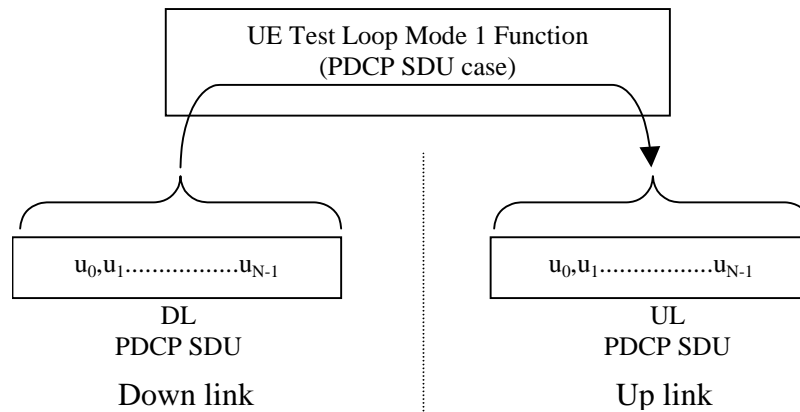 UE Test Loop Mode 1 Function
(PDCP SDU case)
u0,u1..................uN-1
DL
PDCP SDU
Down link
u0,u1..................uN-1
UL
PDCP SDU
Up link